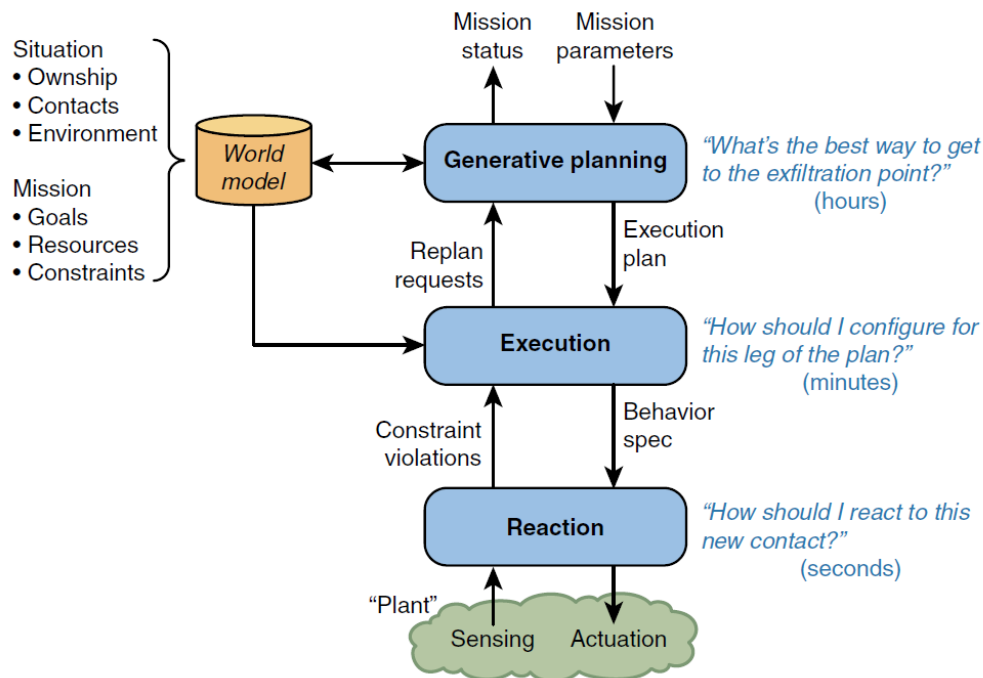 Mission
status
Mission
parameters
Situation
• Ownship
• Contacts
• Environment
Mission
• Goals
• Resources
• Constraints
World
model
Generative planning
“What’s the best way to get
to the exfiltration point?”
(hours)
Replan
requests
Execution
plan
Execution
“How should I configure for
this leg of the plan?”
(minutes)
Constraint
violations
Behavior
spec
Reaction
“How should I react to this
new contact?”
(seconds)
“Plant”
Sensing
Actuation